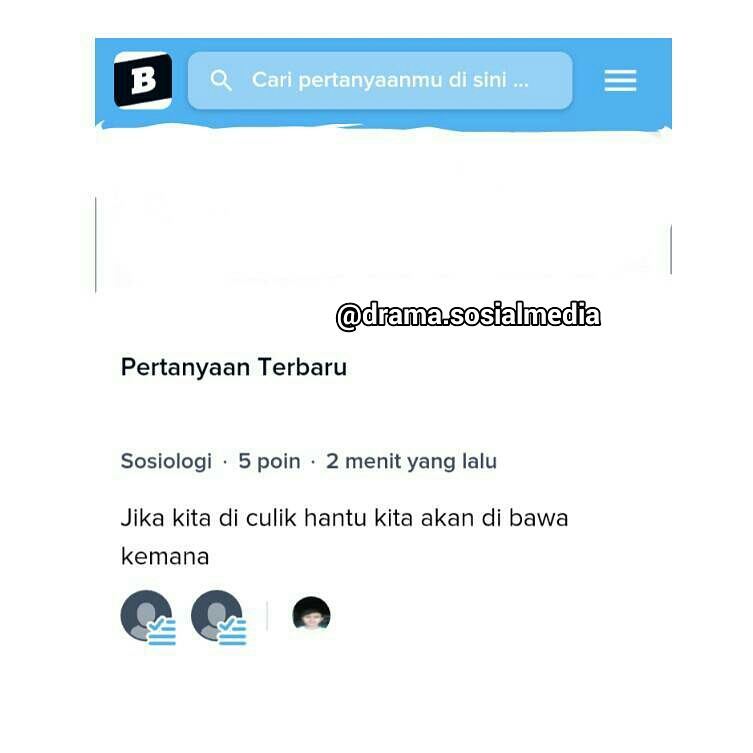 B
Cari pertanyaanmu di sini ...
@drama.sosialmedia
Pertanyaan Terbaru
Sosiologi · 5 poin · 2 menit yang lalu
Jika kita di culik hantu kita akan di bawa
kemana